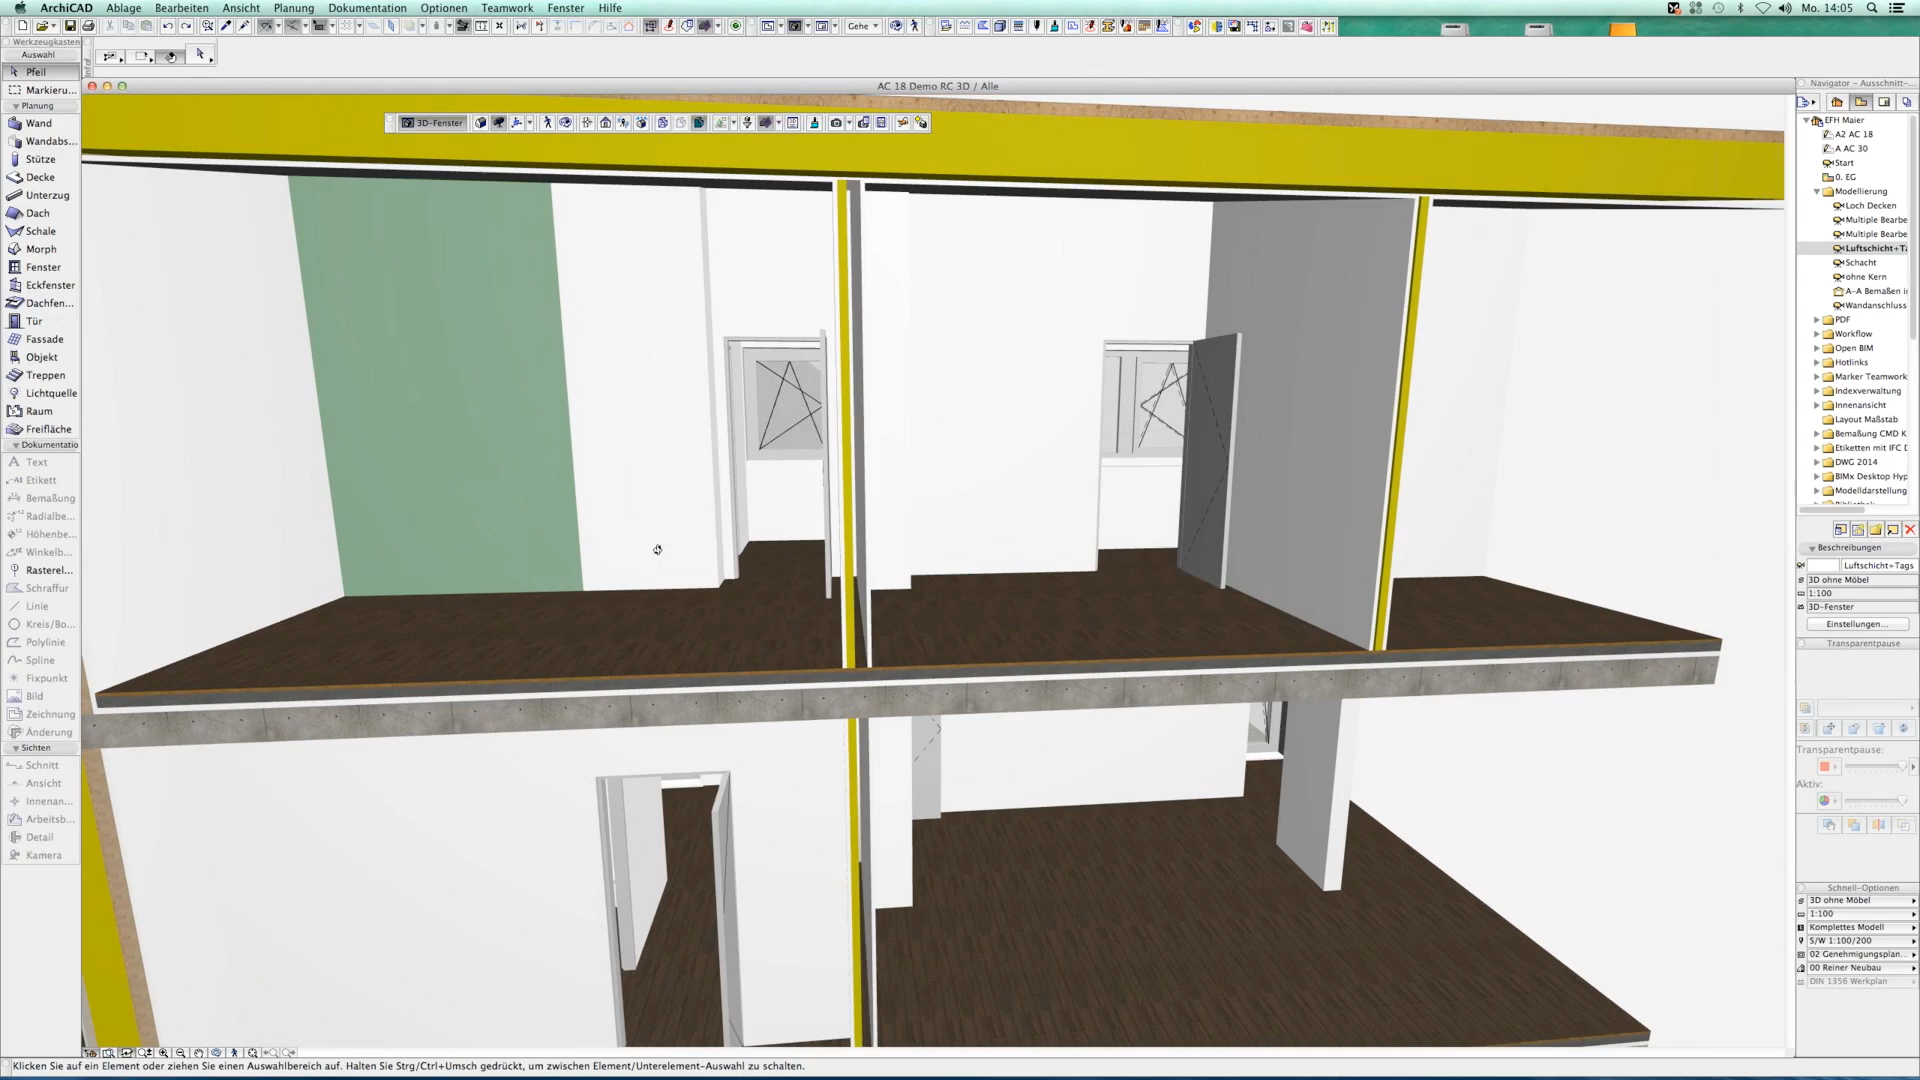 ArchiCAD Ablage Bearbeiten Ansicht Planung Dokumentation Optionen Teamwork Fenster Hilfe
Mo. 14:05
Werkzeugkasten
Auswahl
Pfeil
Markieru...
Planung
Wand
Wandabs...
Stütze
Decke
Unterzug
Dach
Schale
Morph
Fenster
Eckfenster
Dachfen...
Tür
Fassade
Objekt
Treppen
Lichtquelle
Raum
Freifläche
Dokumentatio
Text
Etikett
Bemaßung
Radialbe...
Höhenbe...
Winkelb...
Rasterel...
Schraffur
Linie
Kreis/Bo...
Polylinie
Spline
Fixpunkt
Bild
Zeichnung
Änderung
Sichten
Schnitt
Ansicht
Innenan...
Arbeitsb...
Detail
Kamera
Gehe
AC 18 Demo RC 3D / Alle
3D-Fenster
Navigator - Ausschnitt-...
EFH Maier
A2 AC 18
A AC 30
Start
0. EG
Modellierung
Loch Decken
Multiple Bearbe
Multiple Bearbe
Luftschicht+Ta
Schacht
ohne Kern
A-A Bemaßen i
Wandanschluss
PDF
Workflow
Open BIM
Hotlinks
Marker Teamwork
Indexverwaltung
Innenansicht
Layout Maßstab
Bemaßung CMD K
Etiketten mit IFC D
DWG 2014
BIMx Desktop Hyp
Modelldarstellung
Beschreibungen
Luftschicht+Tags
3D ohne Möbel
1:100
3D-Fenster
Einstellungen...
Transparentpause
Transparentpause:
Aktiv:
Schnell-Optionen
3D ohne Möbel
1:100
Komplettes Modell
S/W 1:100/200
02 Genehmigungsplan...
00 Reiner Neubau
DIN 1356 Werkplan
Klicken Sie auf ein Element oder ziehen Sie einen Auswahlbereich auf. Halten Sie Strg/Ctrl+Umsch gedrückt, um zwischen Element/Unterelement-Auswahl zu schalten.